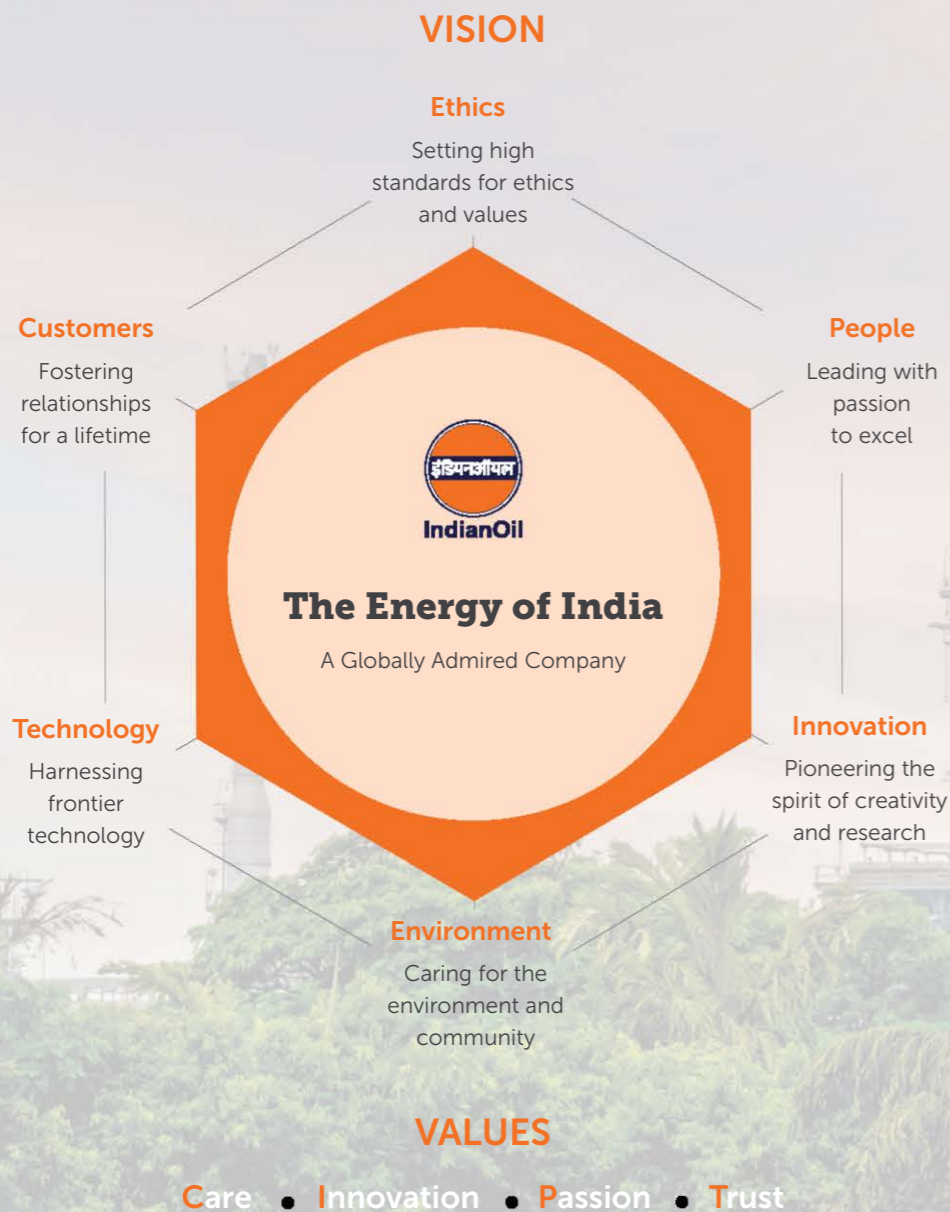 VISION
Ethics
Setting high
standards for ethics
and values
Customers
Fostering
relationships
for a lifetime
People
Leading with
passion
to excel
इंडियनऑयल
IndianOil
The Energy of India
A Globally Admired Company
Technology
Harnessing
frontier
technology
Innovation
Pioneering the
spirit of creativity
and research
Environment
Caring for the
environment and
community
VALUES
Care • Innovation • Passion • Trust